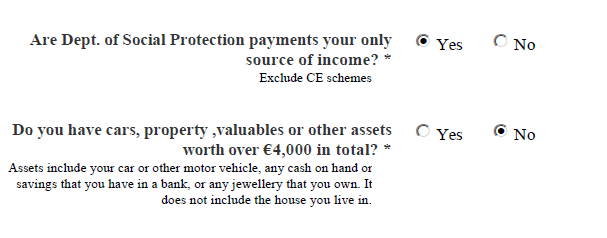 Are Dept. of Social Protection payments your only Yes No
source of income? *
Exclude CE schemes
Do you have cars, property ,valuables or other assets Yes No
worth over €4,000 in total? *
Assets include your car or other motor vehicle, any cash on hand or
savings that you have in a bank, or any jewellery that you own. It
does not include the house you live in.